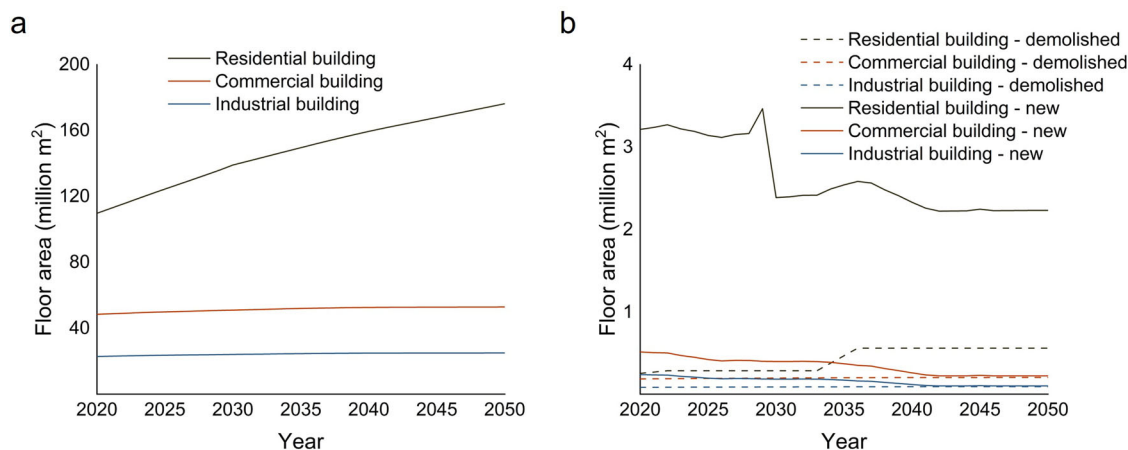 a
Residential building
Commercial building
Industrial building
Floor area (million m²)
200
160
120
80
40
2020 2025 2030 2035 2040 2045 2050
Year
b
Residential building - demolished
Commercial building - demolished
Industrial building - demolished
Residential building - new
Commercial building - new
Industrial building - new
Floor area (million m²)
4
3
2
1
2020 2025 2030 2035 2040 2045 2050
Year